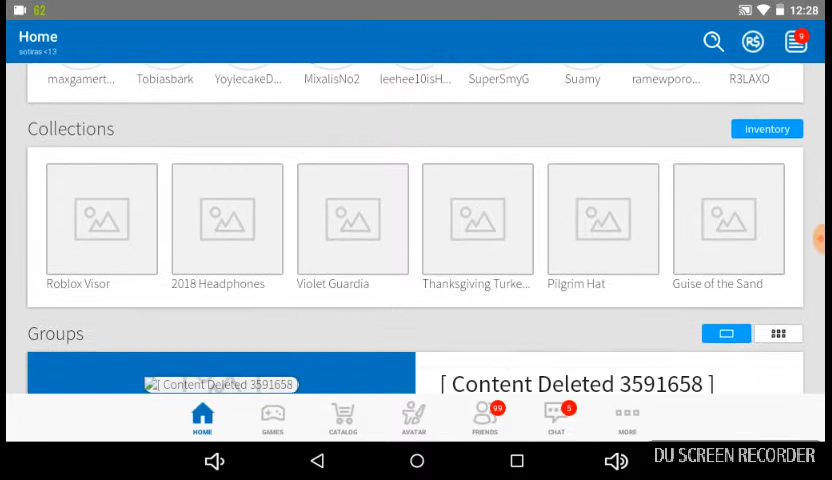 62
12:28
Home
sotiras <13
R$
9
maxgamert...
Tobiasbark
YoylecakeD...
MixalisNo2
leehee10isH...
SuperSmyG
Suamy
ramewporo...
R3LAXO
Collections
Inventory
Roblox Visor
2018 Headphones
Violet Guardia
Thanksgiving Turke...
Pilgrim Hat
Guise of the Sand
Groups
[ Content Deleted 3591658 ]
[ Content Deleted 3591658 ]
HOME
GAMES
CATALOG
AVATAR
99
FRIENDS
5
CHAT
MORE
DU SCREEN RECORDER